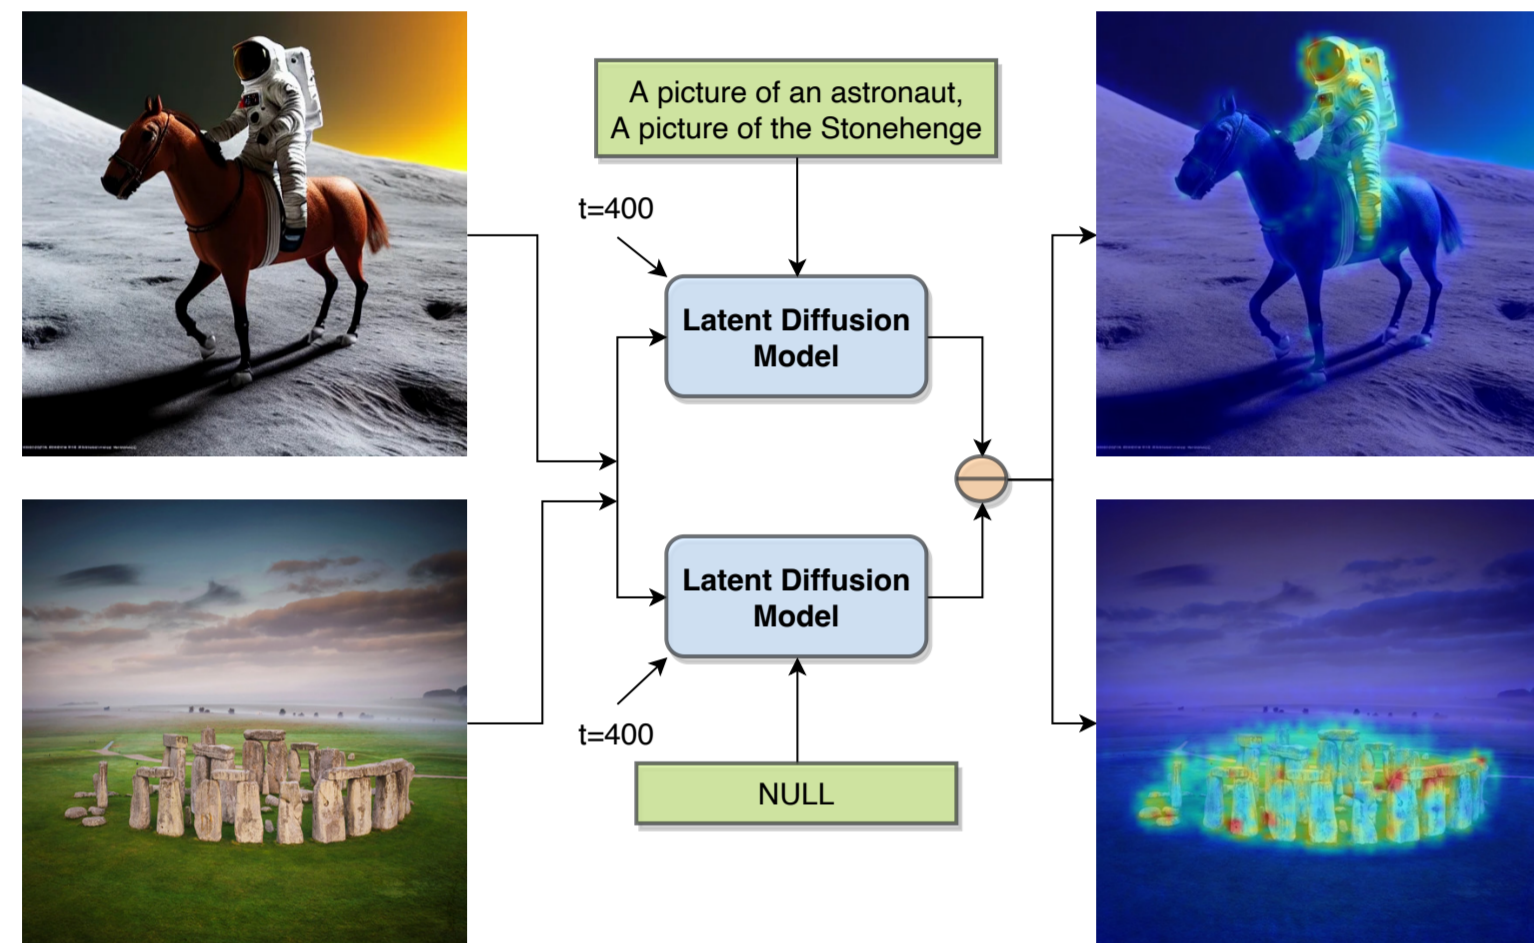 A picture of an astronaut,
A picture of the Stonehenge
t=400
Latent Diffusion
Model
Latent Diffusion
Model
t=400
NULL